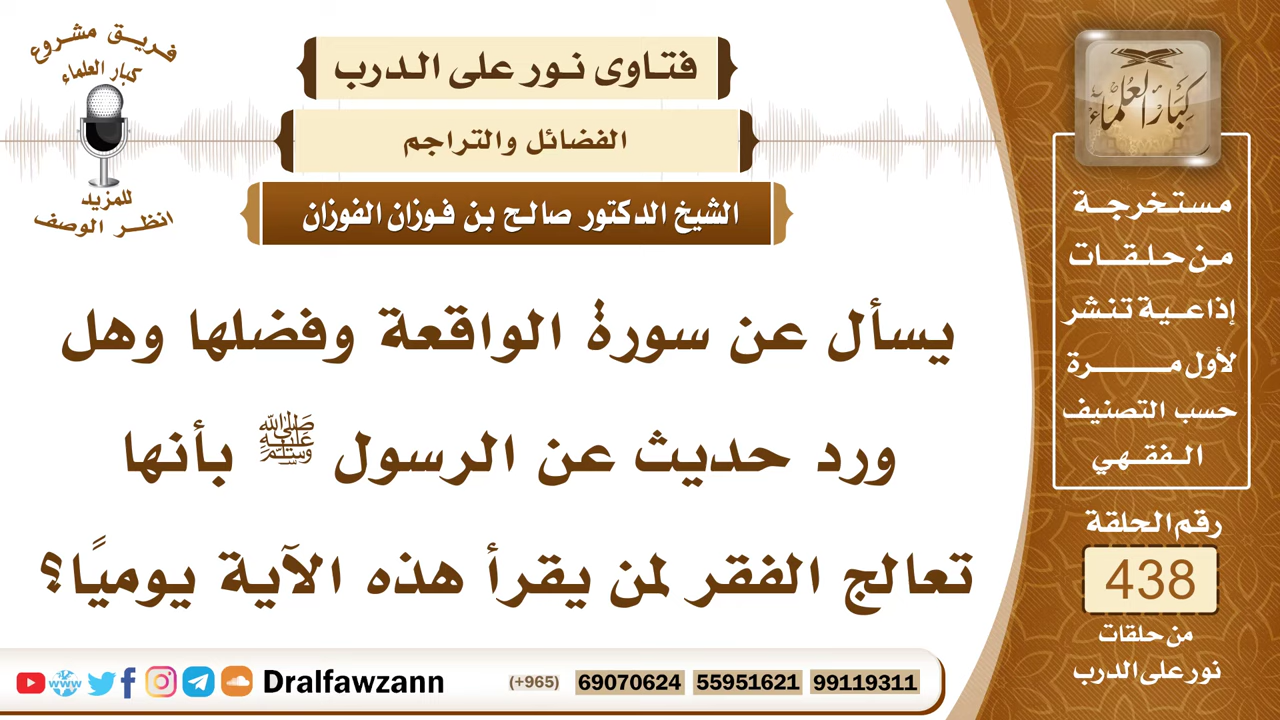 فريق مشروع
كبار العلماء
للمزيد
انظر الوصف
فتاوى نور على الدرب
الفضائل والتراجم
الشيخ الدكتور صالح بن فوزان الفوزان
يسأل عن سورة الواقعة وفضلها وهل
ورد حديث عن الرسول ﷺ بأنها
تعالج الفقر لمن يقرأ هذه الآية يوميًا؟
كبار العلماء
مستخرجة
من حلقات
إذاعية تنشر
لأول مرة
حسب التصنيف
الفقهي
رقم الحلقة
438
من حلقات
نور على الدرب
www
Dralfawzann
(+965) 69070624 55951621 99119311